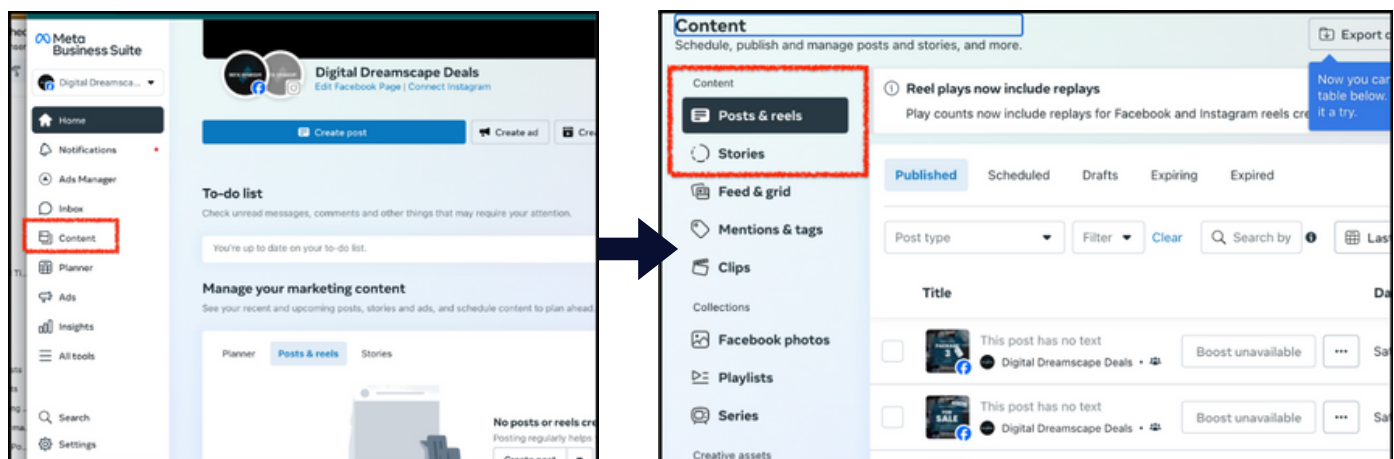 Meta
Business Suite
Digital Dreamsca...
Home
Notifications
Ads Manager
Inbox
Content
Planner
Ads
Insights
All tools
Search
Settings
Digital Dreamscape Deals
Edit Facebook Page | Connect Instagram
Create post
Create ad
Cre
To-do list
Check unread messages, comments and other things that may require your attention.
You're up to date on your to-do list.
Manage your marketing content
See your recent and upcoming posts, stories and ads, and schedule content to plan ahead.
Planner Posts & reels Stories
No posts or reels cre
Posting regularly helps
Create post
Content
Schedule, publish and manage posts and stories, and more.
Export c
Now you can
table below.
it a try.
Content
Posts & reels
Stories
Feed & grid
Mentions & tags
Clips
Collections
Facebook photos
Playlists
Series
Creative assets
Reel plays now include replays
Play counts now include replays for Facebook and Instagram reels cre
Published Scheduled Drafts Expiring Expired
Post type Filter Clear Search by Las
Title Da
This post has no text
Digital Dreamscape Deals
Boost unavailable
Sa
This post has no text
Digital Dreamscape Deals
Boost unavailable
Sa